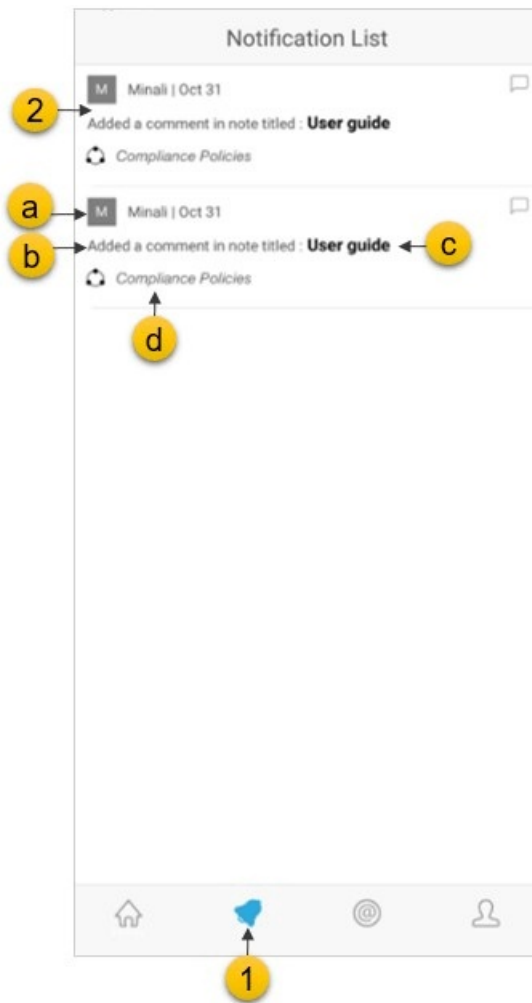 Notification List
M Minali | Oct 31
2
Added a comment in note titled : User guide
Compliance Policies
a
M Minali | Oct 31
b
Added a comment in note titled : User guide
c
Compliance Policies
d
@
1